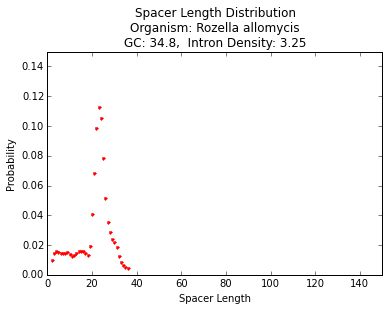 Spacer Length Distribution
Organism: Rozella allomycis
GC: 34.8,  Intron Density: 3.25
0.14
0.12
0.10
0.08
0.06
0.04
0.02
0.00
Probability
0 20 40 60 80 100 120 140
Spacer Length